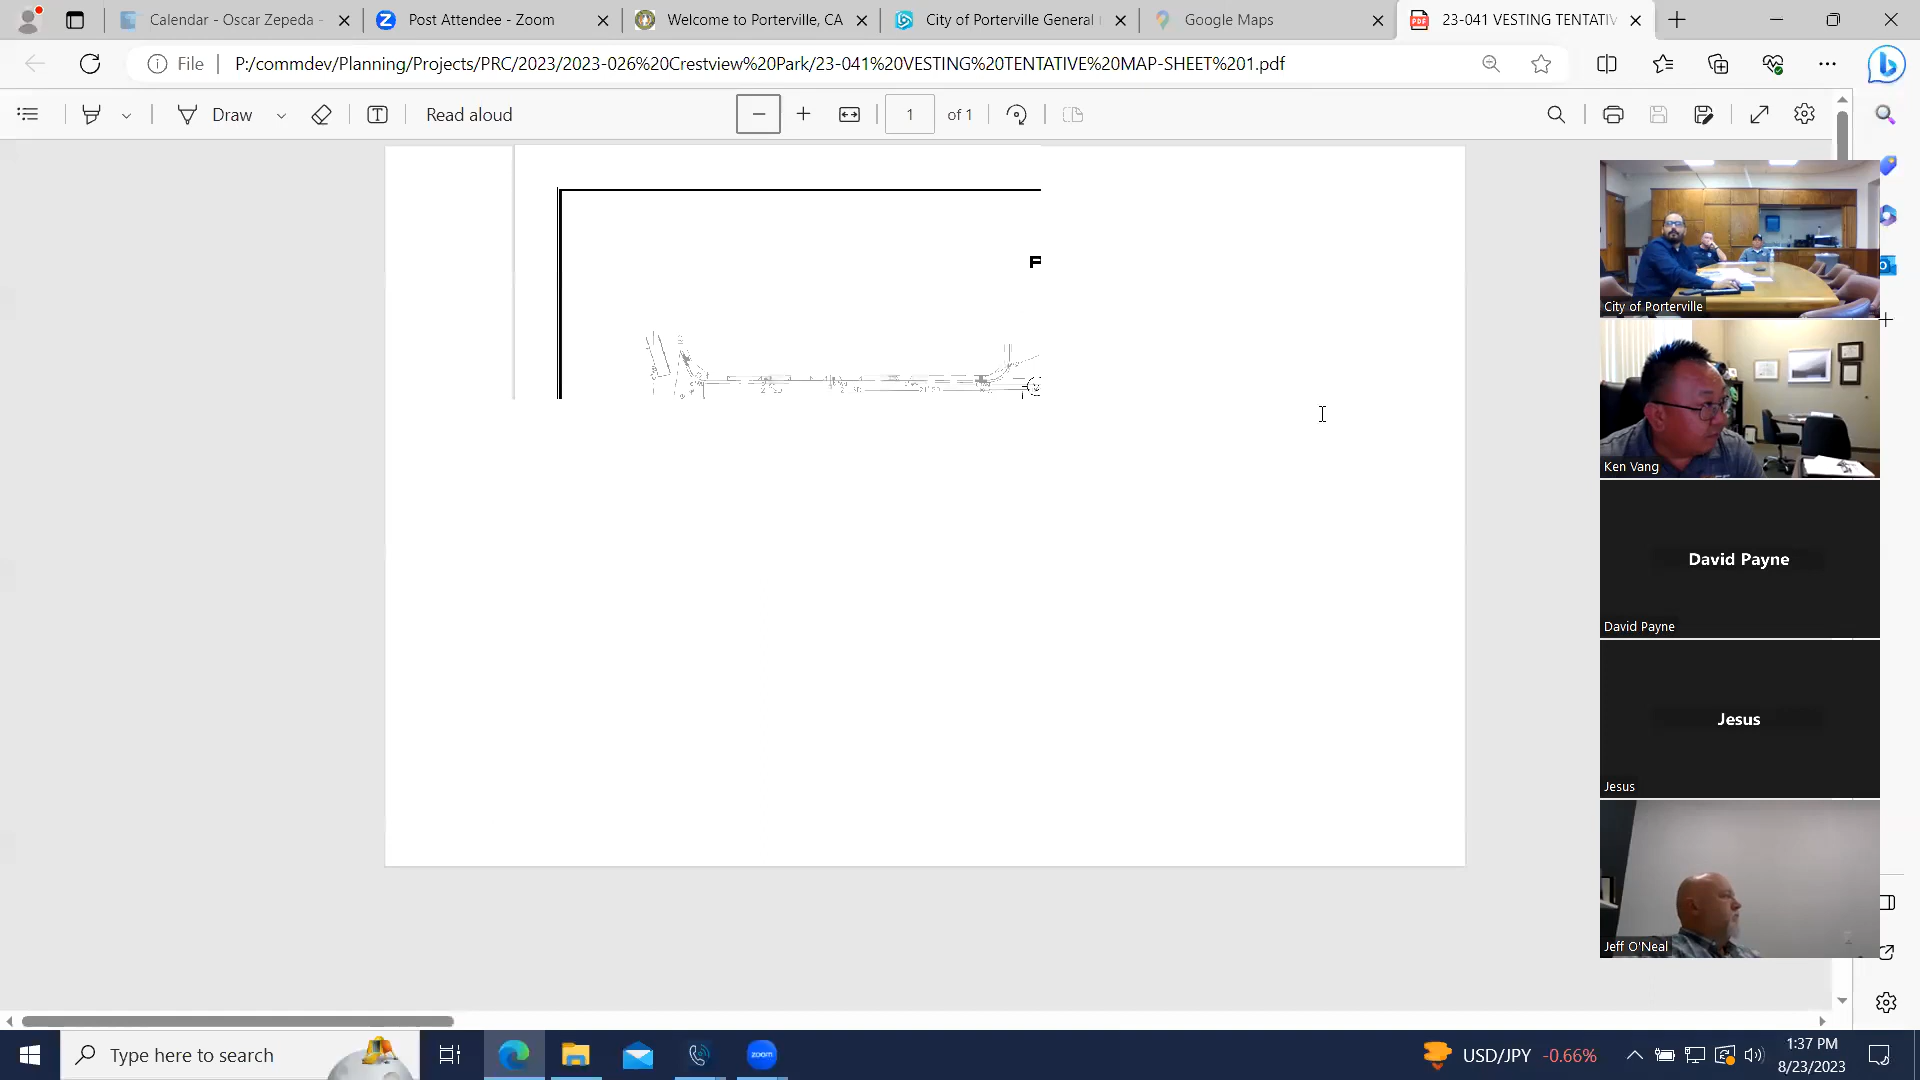 Calendar - Oscar Zepeda -
Post Attendee - Zoom
Welcome to Porterville, CA
City of Porterville General
Google Maps
23-041 VESTING TENTATIV
File
P:/commdev/Planning/Projects/PRC/2023/2023-026%20Crestview%20Park/23-041%20VESTING%20TENTATIVE%20MAP-SHEET%201.pdf
Draw
Read aloud
1
of 1
City of Porterville
Ken Vang
David Payne
David Payne
Jesus
Jesus
Jeff O'Neal
Type here to search
zoom
USD/JPY -0.66%
1:37 PM
8/23/2023